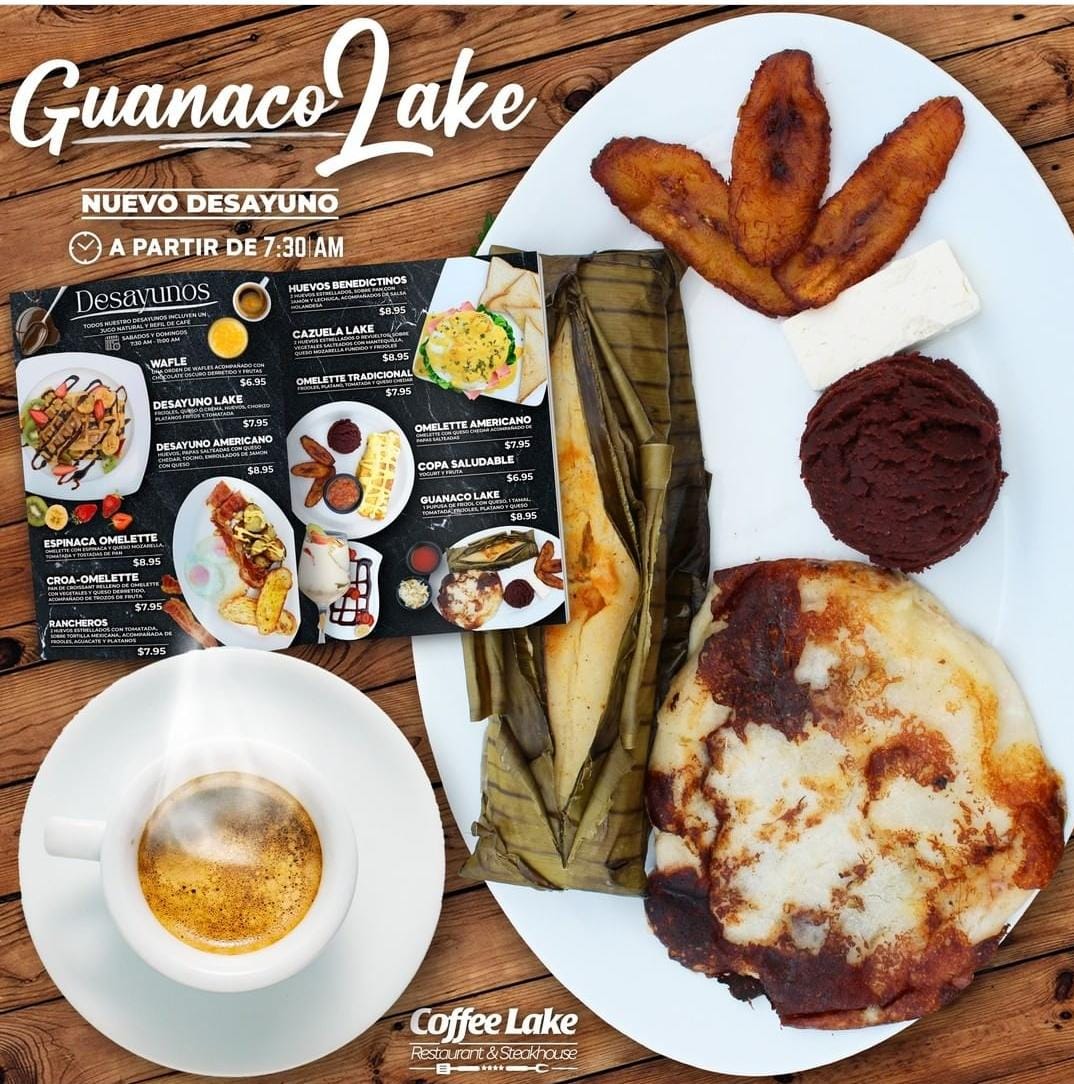 Guanaco Lake
NUEVO DESAYUNO
A PARTIR DE 7:30 AM
Desayunos
TODOS NUESTRO DESAYUNOS INCLUYEN UN
JUGO NATURAL Y REFIL DE CAFÉ
SABADOS Y DOMINGOS
7:30 AM - 11:00 AM
WAFLE
UNA ORDEN DE WAFLES ACOMPAÑADO CON
CHOCOLATE OSCURO DERRETIDO Y FRUTAS
$6.95
DESAYUNO LAKE
FRIJOLES, QUESO O CREMA, HUEVOS, CHORIZO
PLATANOS FRITOS Y TOMATADA
$7.95
DESAYUNO AMERICANO
HUEVOS, PAPAS SALTEADAS CON QUESO
CHEDAR, TOCINO, ENROLLADOS DE JAMON
CON QUESO
$8.95
ESPINACA OMELETTE
OMELETTE CON ESPINACA Y QUESO MOZARELLA,
TOMATADA Y TOSTADAS DE PAN
$8.95
CROA-OMELETTE
PAN DE CROISSANT RELLENO DE OMELETTE
CON VEGETALES Y QUESO DERRETIDO,
ACOMPAÑADO DE TROZOS DE FRUTA
$7.95
RANCHEROS
2 HUEVOS ESTRELLADOS CON TOMATADA,
SOBRE TORTILLA MEXICANA, ACOMPAÑADA DE
FRIJOLES, AGUACATE Y PLATANOS
$7.95
HUEVOS BENEDICTINOS
2 HUEVOS ESTRELLADOS, SOBRE PAN CON
JAMÓN Y LECHUGA, ACOMPAÑADOS DE SALSA
HOLANDESA
$8.95
CAZUELA LAKE
2 HUEVOS ESTRELLADOS O REVUELTOS, SOBRE
VEGETALES SALTEADOS CON MANTEQUILLA,
QUESO MOZARELLA FUNDIDO Y FRIJOLES
$8.95
OMELETTE TRADICIONAL
FRIJOLES, PLATANO, TOMATADA Y QUESO CHEDAR
$7.95
OMELETTE AMERICANO
OMELETTE CON QUESO CHEDAR ACOMPAÑADO DE
PAPAS SALTEADAS
$7.95
COPA SALUDABLE
YOGURT Y FRUTA
$6.95
GUANACO LAKE
1 PUPUSA DE FRIJOL CON QUESO, 1 TAMAL,
TOMATADA, FRIJOLES, PLATANO Y QUESO
$8.95
Coffee Lake
Restaurant & Steakhouse